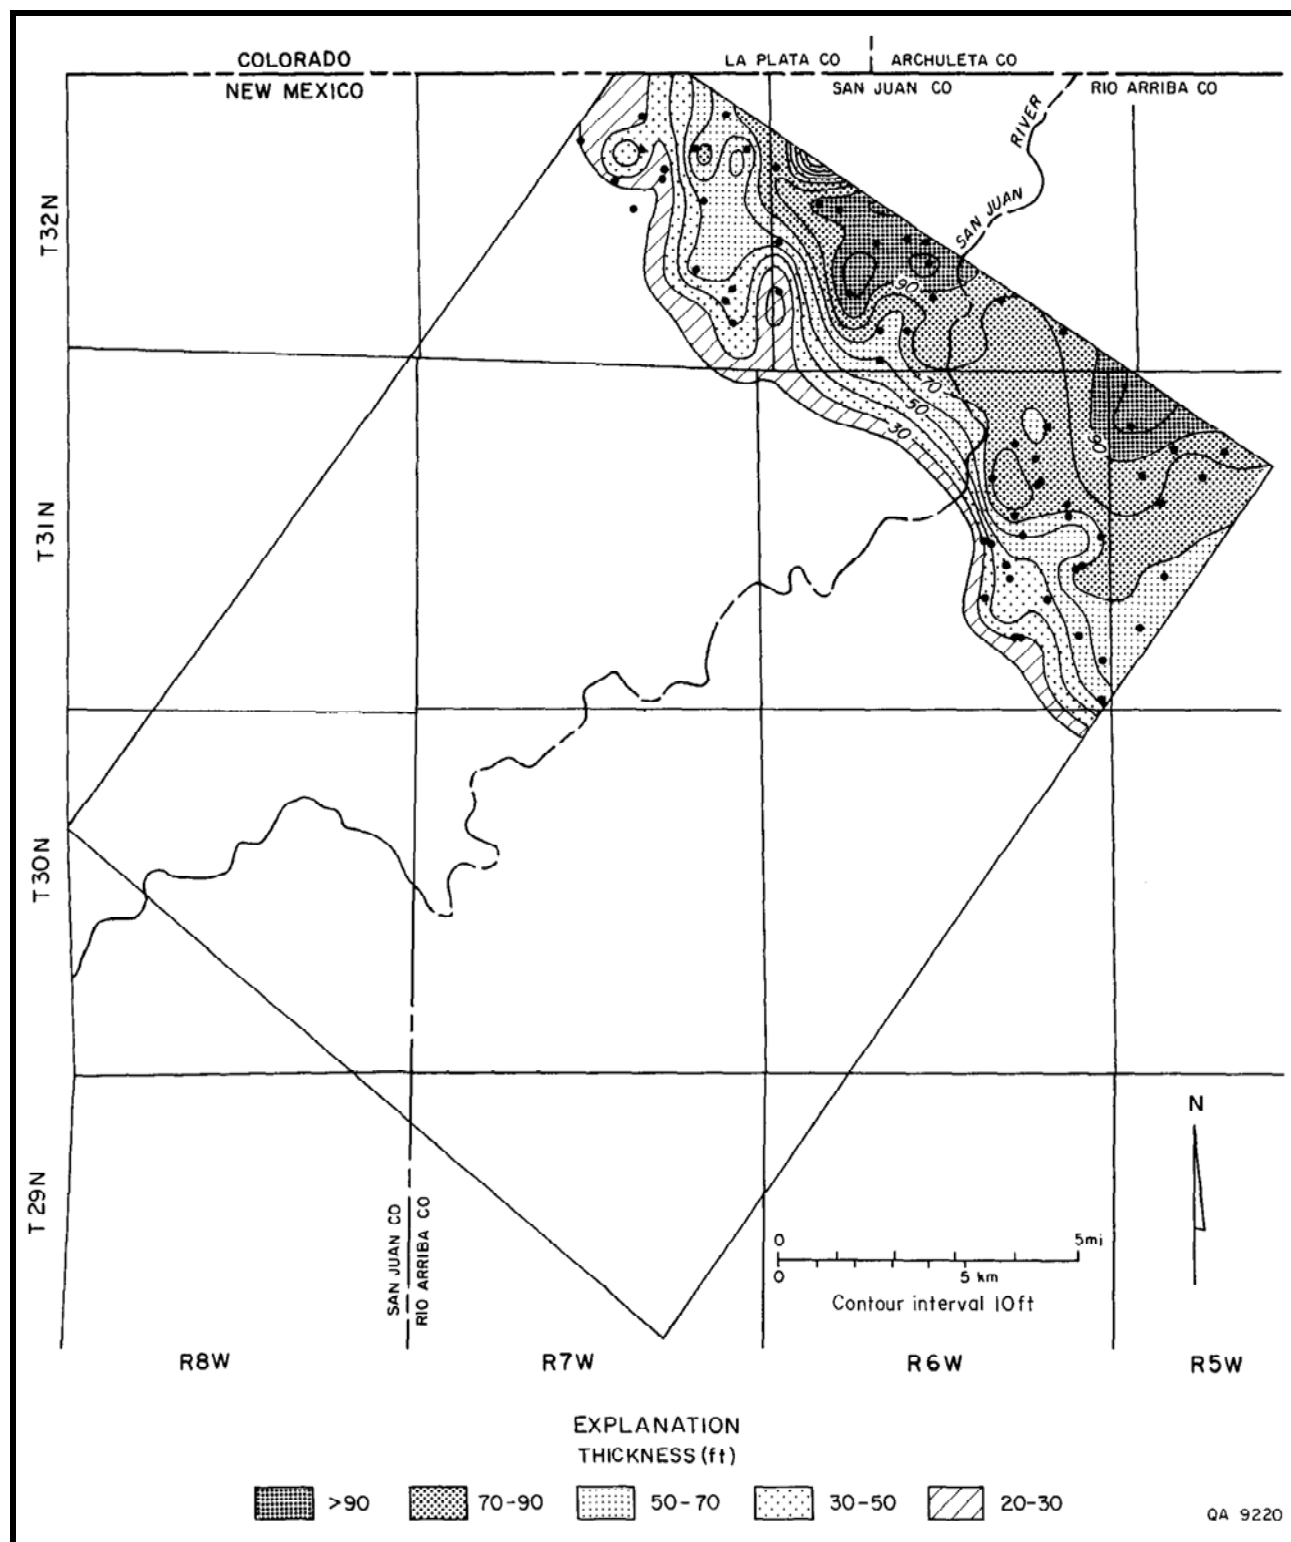 COLORADO
LA PLATA CO
ARCHULETA CO
NEW MEXICO
SAN JUAN CO
RIO ARRIBA CO
RIVER
SAN JUAN
T32N
90
70
50
30
90
T31N
T30N
N
T29N
SAN JUAN CO
RIO ARRIBA CO
0 5mi
0 5 km
Contour interval 10ft
R8W R7W R6W R5W
EXPLANATION
THICKNESS (ft)
>90 70-90 50-70 30-50 20-30
QA 9220